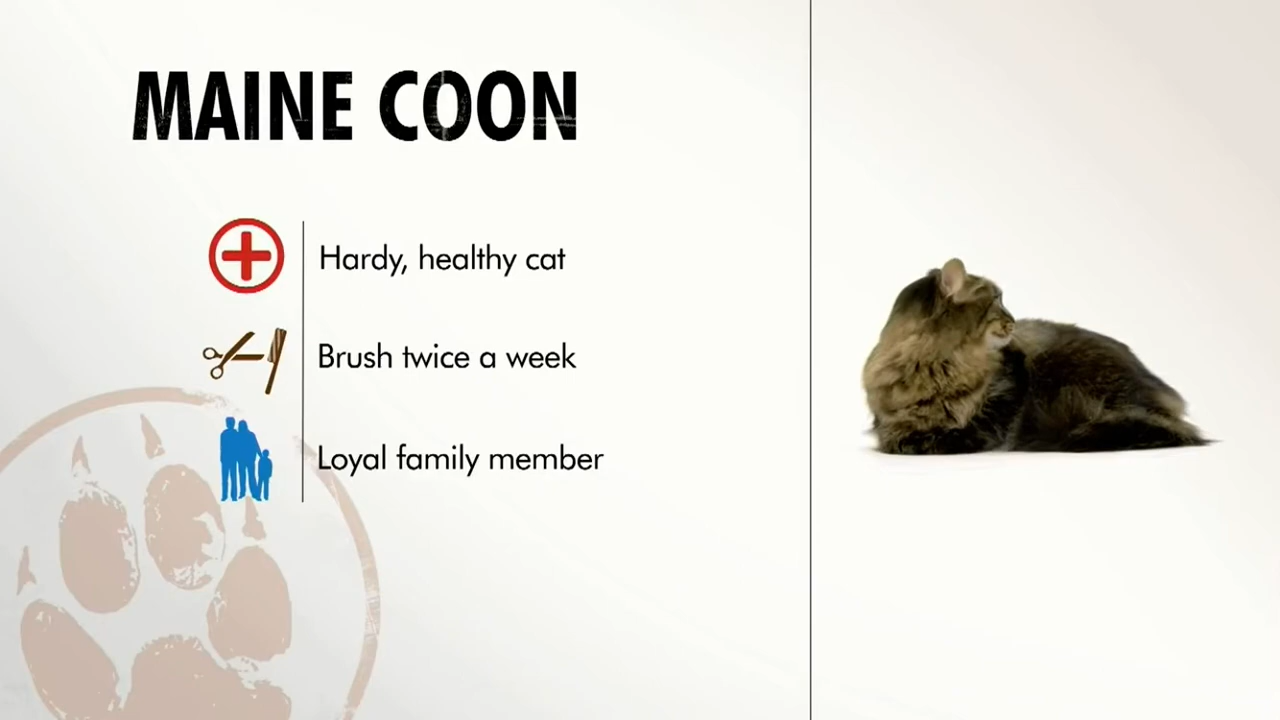 MAINE COON
Hardy, healthy cat
Brush twice a week
Loyal family member